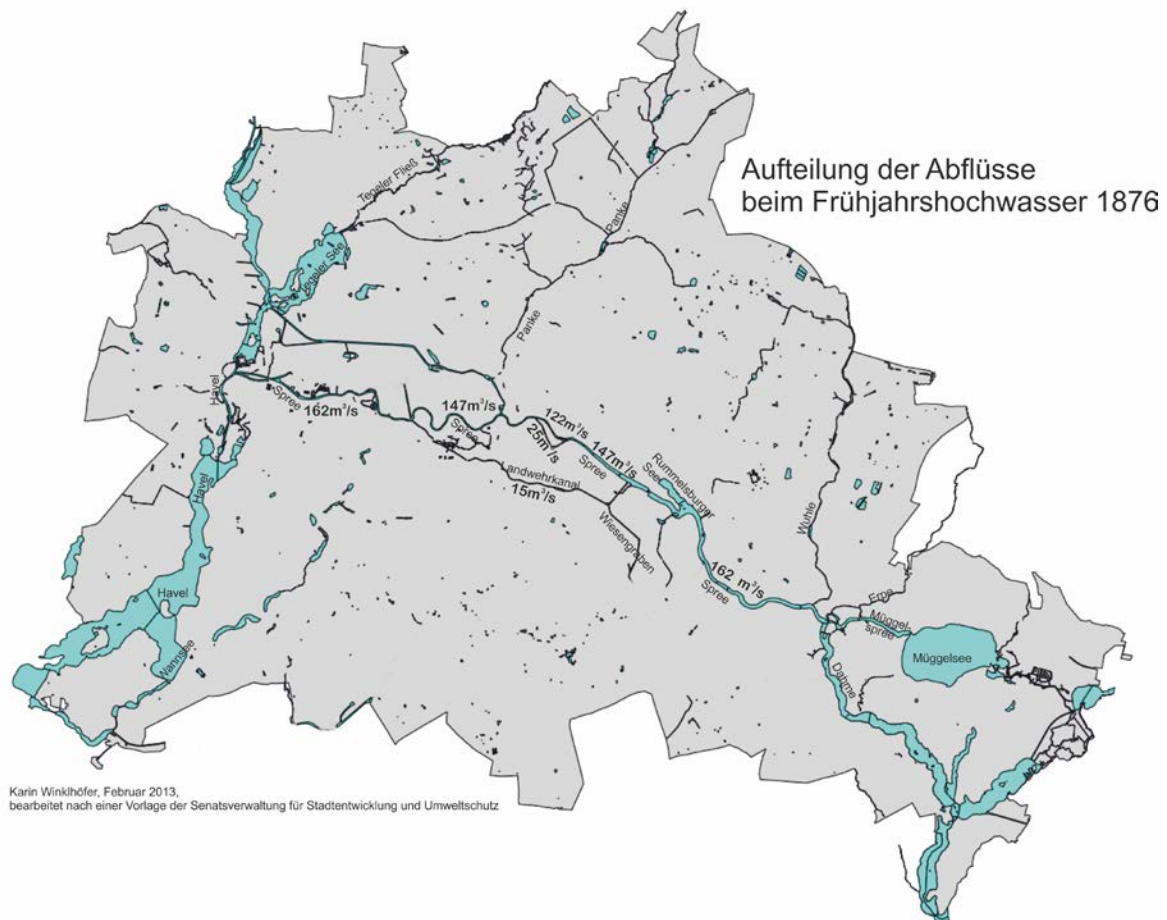 Aufteilung der Abflüsse
beim Frühjahrshochwasser 1876
Tegeler Fließ
Panke
Tegeler See
Panke
Havel
Spree
162m³/s
147m³/s
Spree
122m³/s
25m³/s
147m³/s
Spree
Rummelsburger
See
Landwehrkanal
15m³/s
Wiesengraben
Wuhle
Havel
162 m³/s
Spree
Erpe
Müggel-
spree
Müggelsee
Havel
Wannsee
Dahme
Karin Winklhöfer, Februar 2013,
bearbeitet nach einer Vorlage der Senatsverwaltung für Stadtentwicklung und Umweltschutz